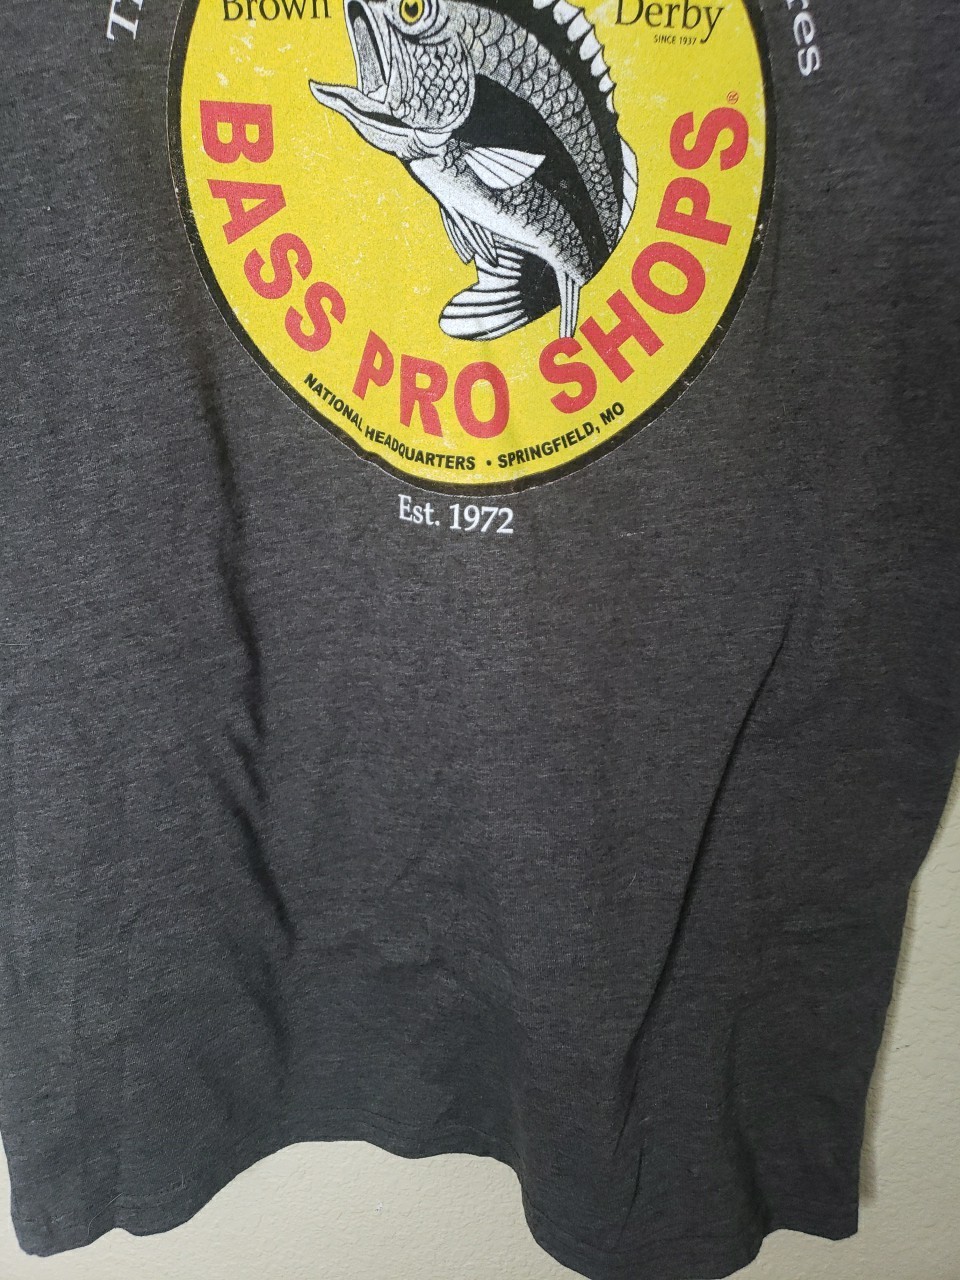 Brown Derby
SINCE 1937
BASS PRO SHOPS®
NATIONAL HEADQUARTERS • SPRINGFIELD, MO
Est. 1972